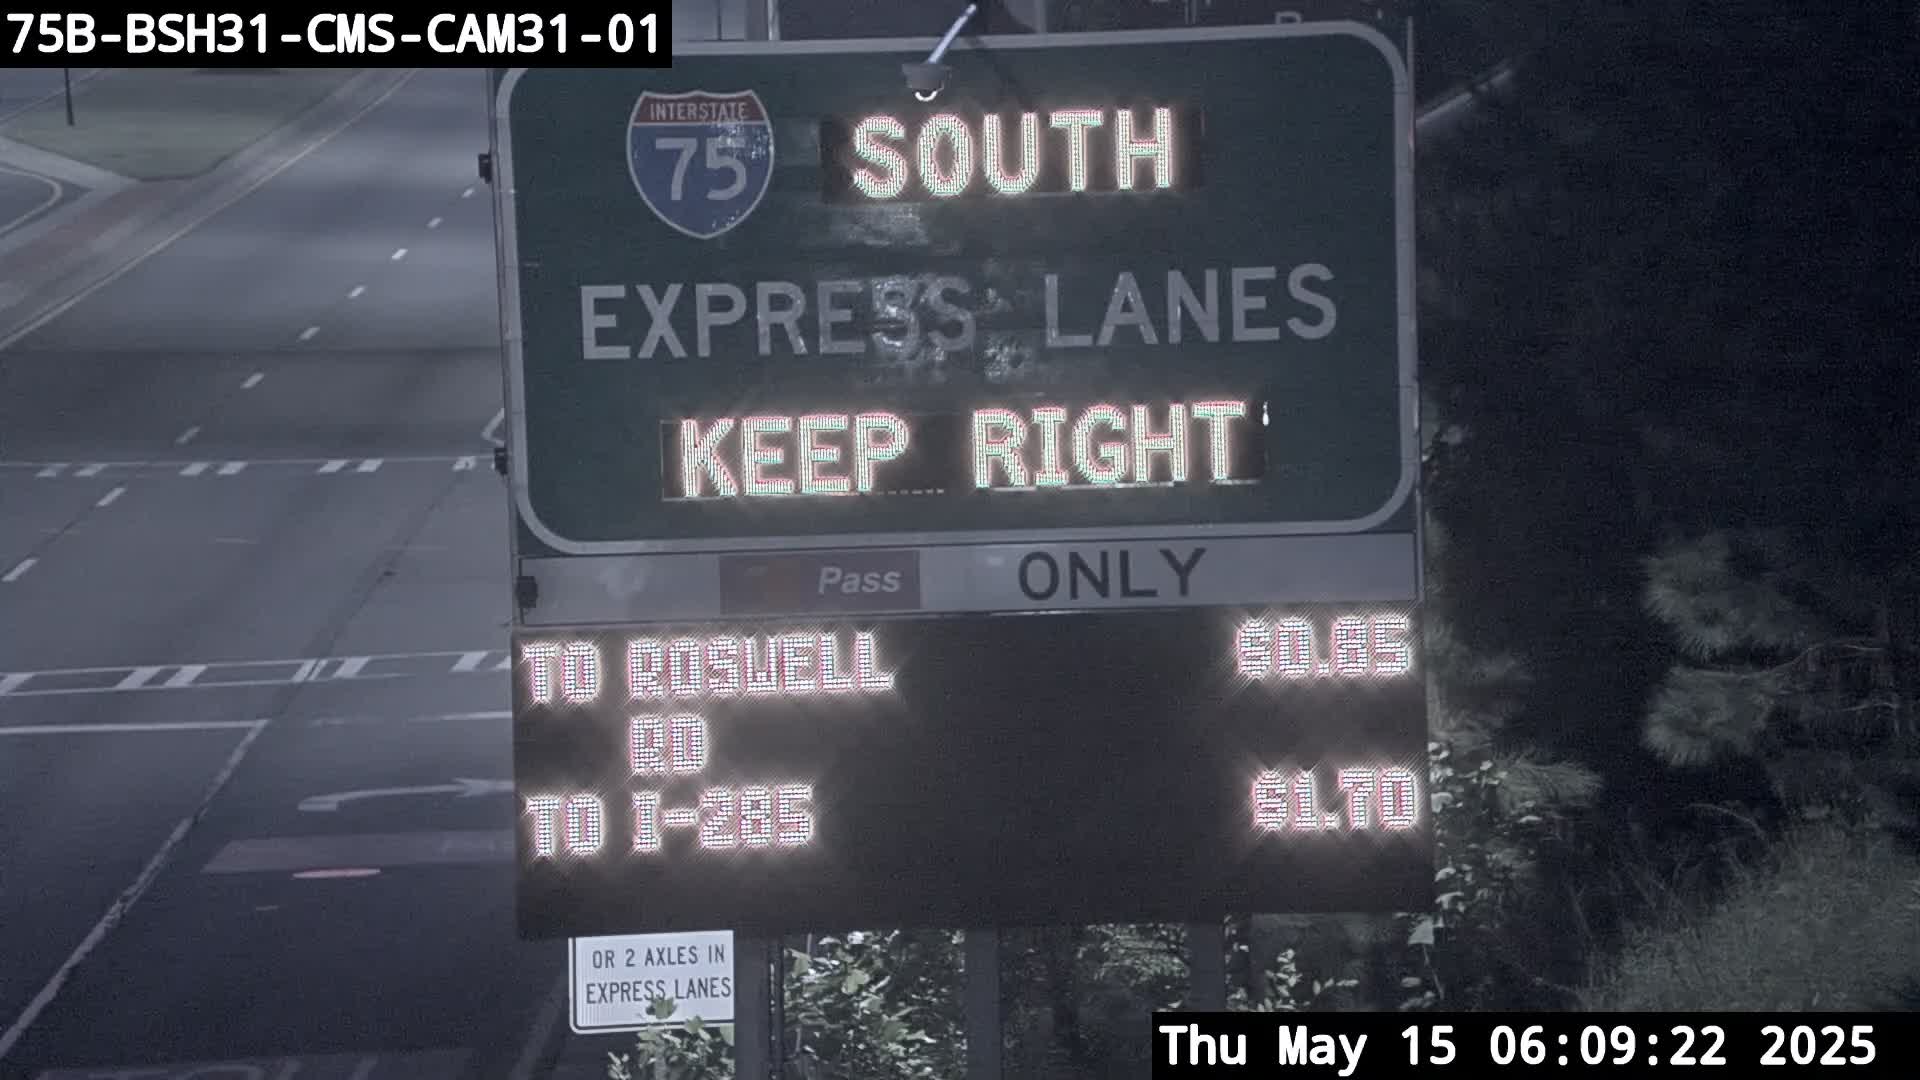 75B-BSH31-CMS-CAM31-01
INTERSTATE
75
SOUTH
EXPRESS LANES
KEEP RIGHT
Pass ONLY
TO ROSWELL $0.85
RD
TO I-285 $1.70
OR 2 AXLES IN
EXPRESS LANES
Thu May 15 06:09:22 2025